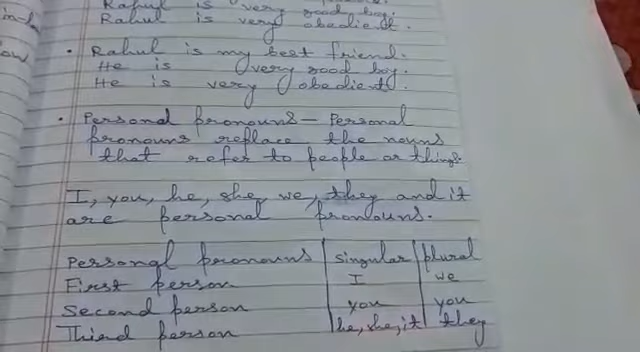 Rahul is very good boy.
Rahul is very obedient.
• Rahul is my best friend.
He is very good boy.
He is very obedient.
• Personal pronouns - Personal
pronouns replace the nouns
that refer to people or things.
I, you, he, she, we, they and it
are personal pronouns.
Personal pronouns | singular | plural
First person | I | we
Second person | you | you
Third person | he, she, it | they